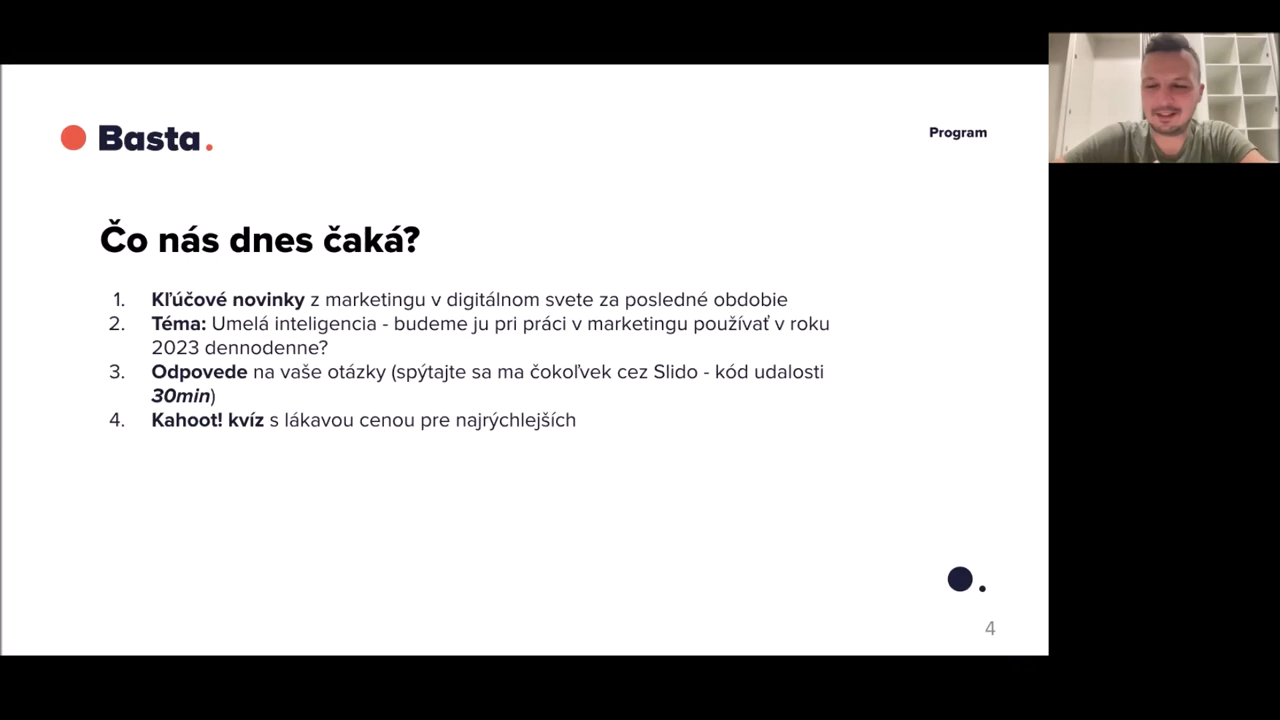 Basta.
Program
Čo nás dnes čaká?
1. Kľúčové novinky z marketingu v digitálnom svete za posledné obdobie
2. Téma: Umelá inteligencia - budeme ju pri práci v marketingu používať v roku
2023 dennodenne?
3. Odpovede na vaše otázky (spýtajte sa ma čokoľvek cez Slido - kód udalosti
30min)
4. Kahoot! kvíz s lákavou cenou pre najrýchlejších
4